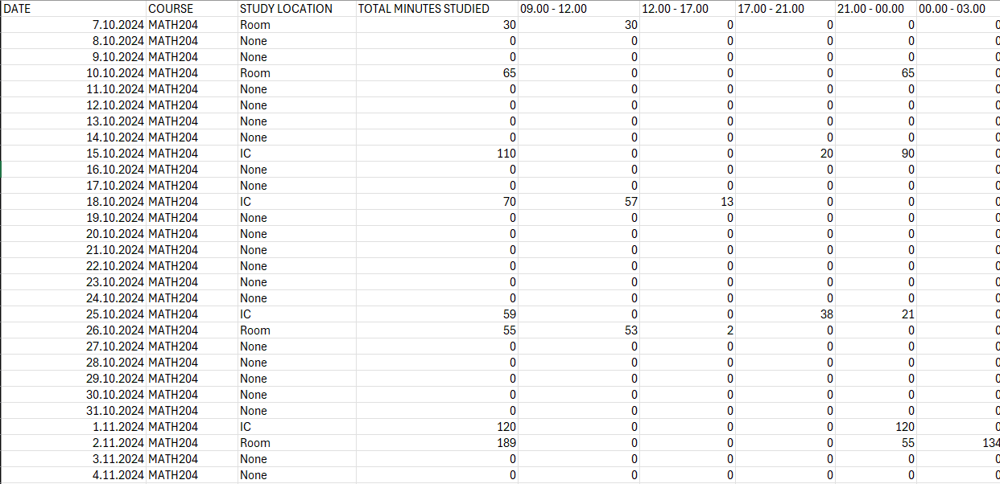 DATE COURSE STUDY LOCATION TOTAL MINUTES STUDIED 09.00 - 12.00 12.00 - 17.00 17.00 - 21.00 21.00 - 00.00 00.00 - 03.00
7.10.2024 MATH204 Room 30 30 0 0 0 0
8.10.2024 MATH204 None 0 0 0 0 0 0
9.10.2024 MATH204 None 0 0 0 0 0 0
10.10.2024 MATH204 Room 65 0 0 0 65 0
11.10.2024 MATH204 None 0 0 0 0 0 0
12.10.2024 MATH204 None 0 0 0 0 0 0
13.10.2024 MATH204 None 0 0 0 0 0 0
14.10.2024 MATH204 None 0 0 0 0 0 0
15.10.2024 MATH204 IC 110 0 0 20 90 0
16.10.2024 MATH204 None 0 0 0 0 0 0
17.10.2024 MATH204 None 0 0 0 0 0 0
18.10.2024 MATH204 IC 70 57 13 0 0 0
19.10.2024 MATH204 None 0 0 0 0 0 0
20.10.2024 MATH204 None 0 0 0 0 0 0
21.10.2024 MATH204 None 0 0 0 0 0 0
22.10.2024 MATH204 None 0 0 0 0 0 0
23.10.2024 MATH204 None 0 0 0 0 0 0
24.10.2024 MATH204 None 0 0 0 0 0 0
25.10.2024 MATH204 IC 59 0 0 38 21 0
26.10.2024 MATH204 Room 55 53 2 0 0 0
27.10.2024 MATH204 None 0 0 0 0 0 0
28.10.2024 MATH204 None 0 0 0 0 0 0
29.10.2024 MATH204 None 0 0 0 0 0 0
30.10.2024 MATH204 None 0 0 0 0 0 0
31.10.2024 MATH204 None 0 0 0 0 0 0
1.11.2024 MATH204 IC 120 0 0 0 120 0
2.11.2024 MATH204 Room 189 0 0 0 55 134
3.11.2024 MATH204 None 0 0 0 0 0 0
4.11.2024 MATH204 None 0 0 0 0 0 0